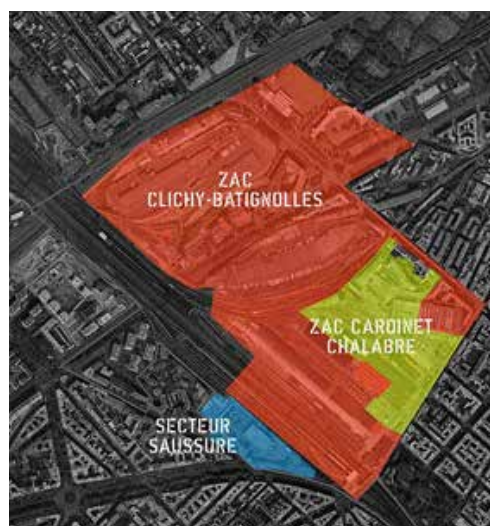 ZAC
CLICHY-BATIGNOLLES
ZAC CARDINET
CHALABRE
SECTEUR
SAUSSURE